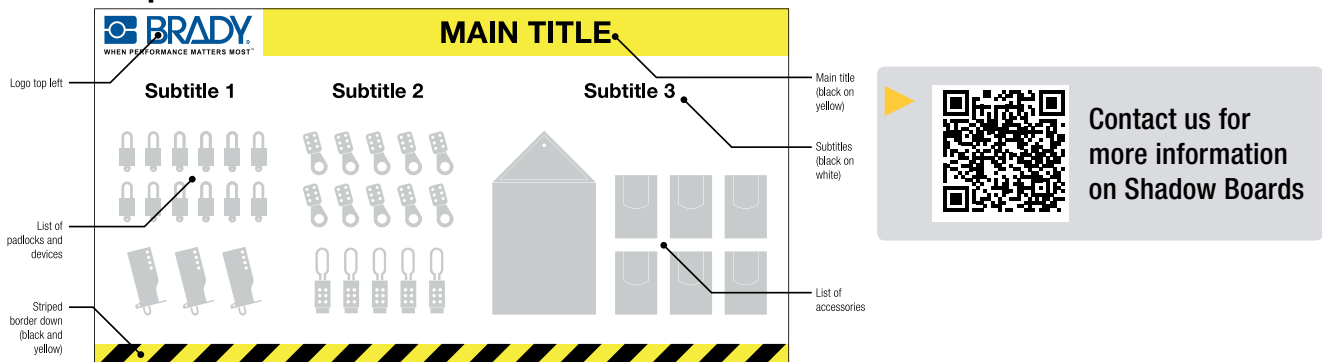 BRADY
WHEN PERFORMANCE MATTERS MOST™
MAIN TITLE
Logo top left
Subtitle 1
Subtitle 2
Subtitle 3
Main title
(black on
yellow)
Subtitles
(black on
white)
List of
padlocks and
devices
Striped
border down
(black and
yellow)
List of
accessories
Contact us for
more information
on Shadow Boards